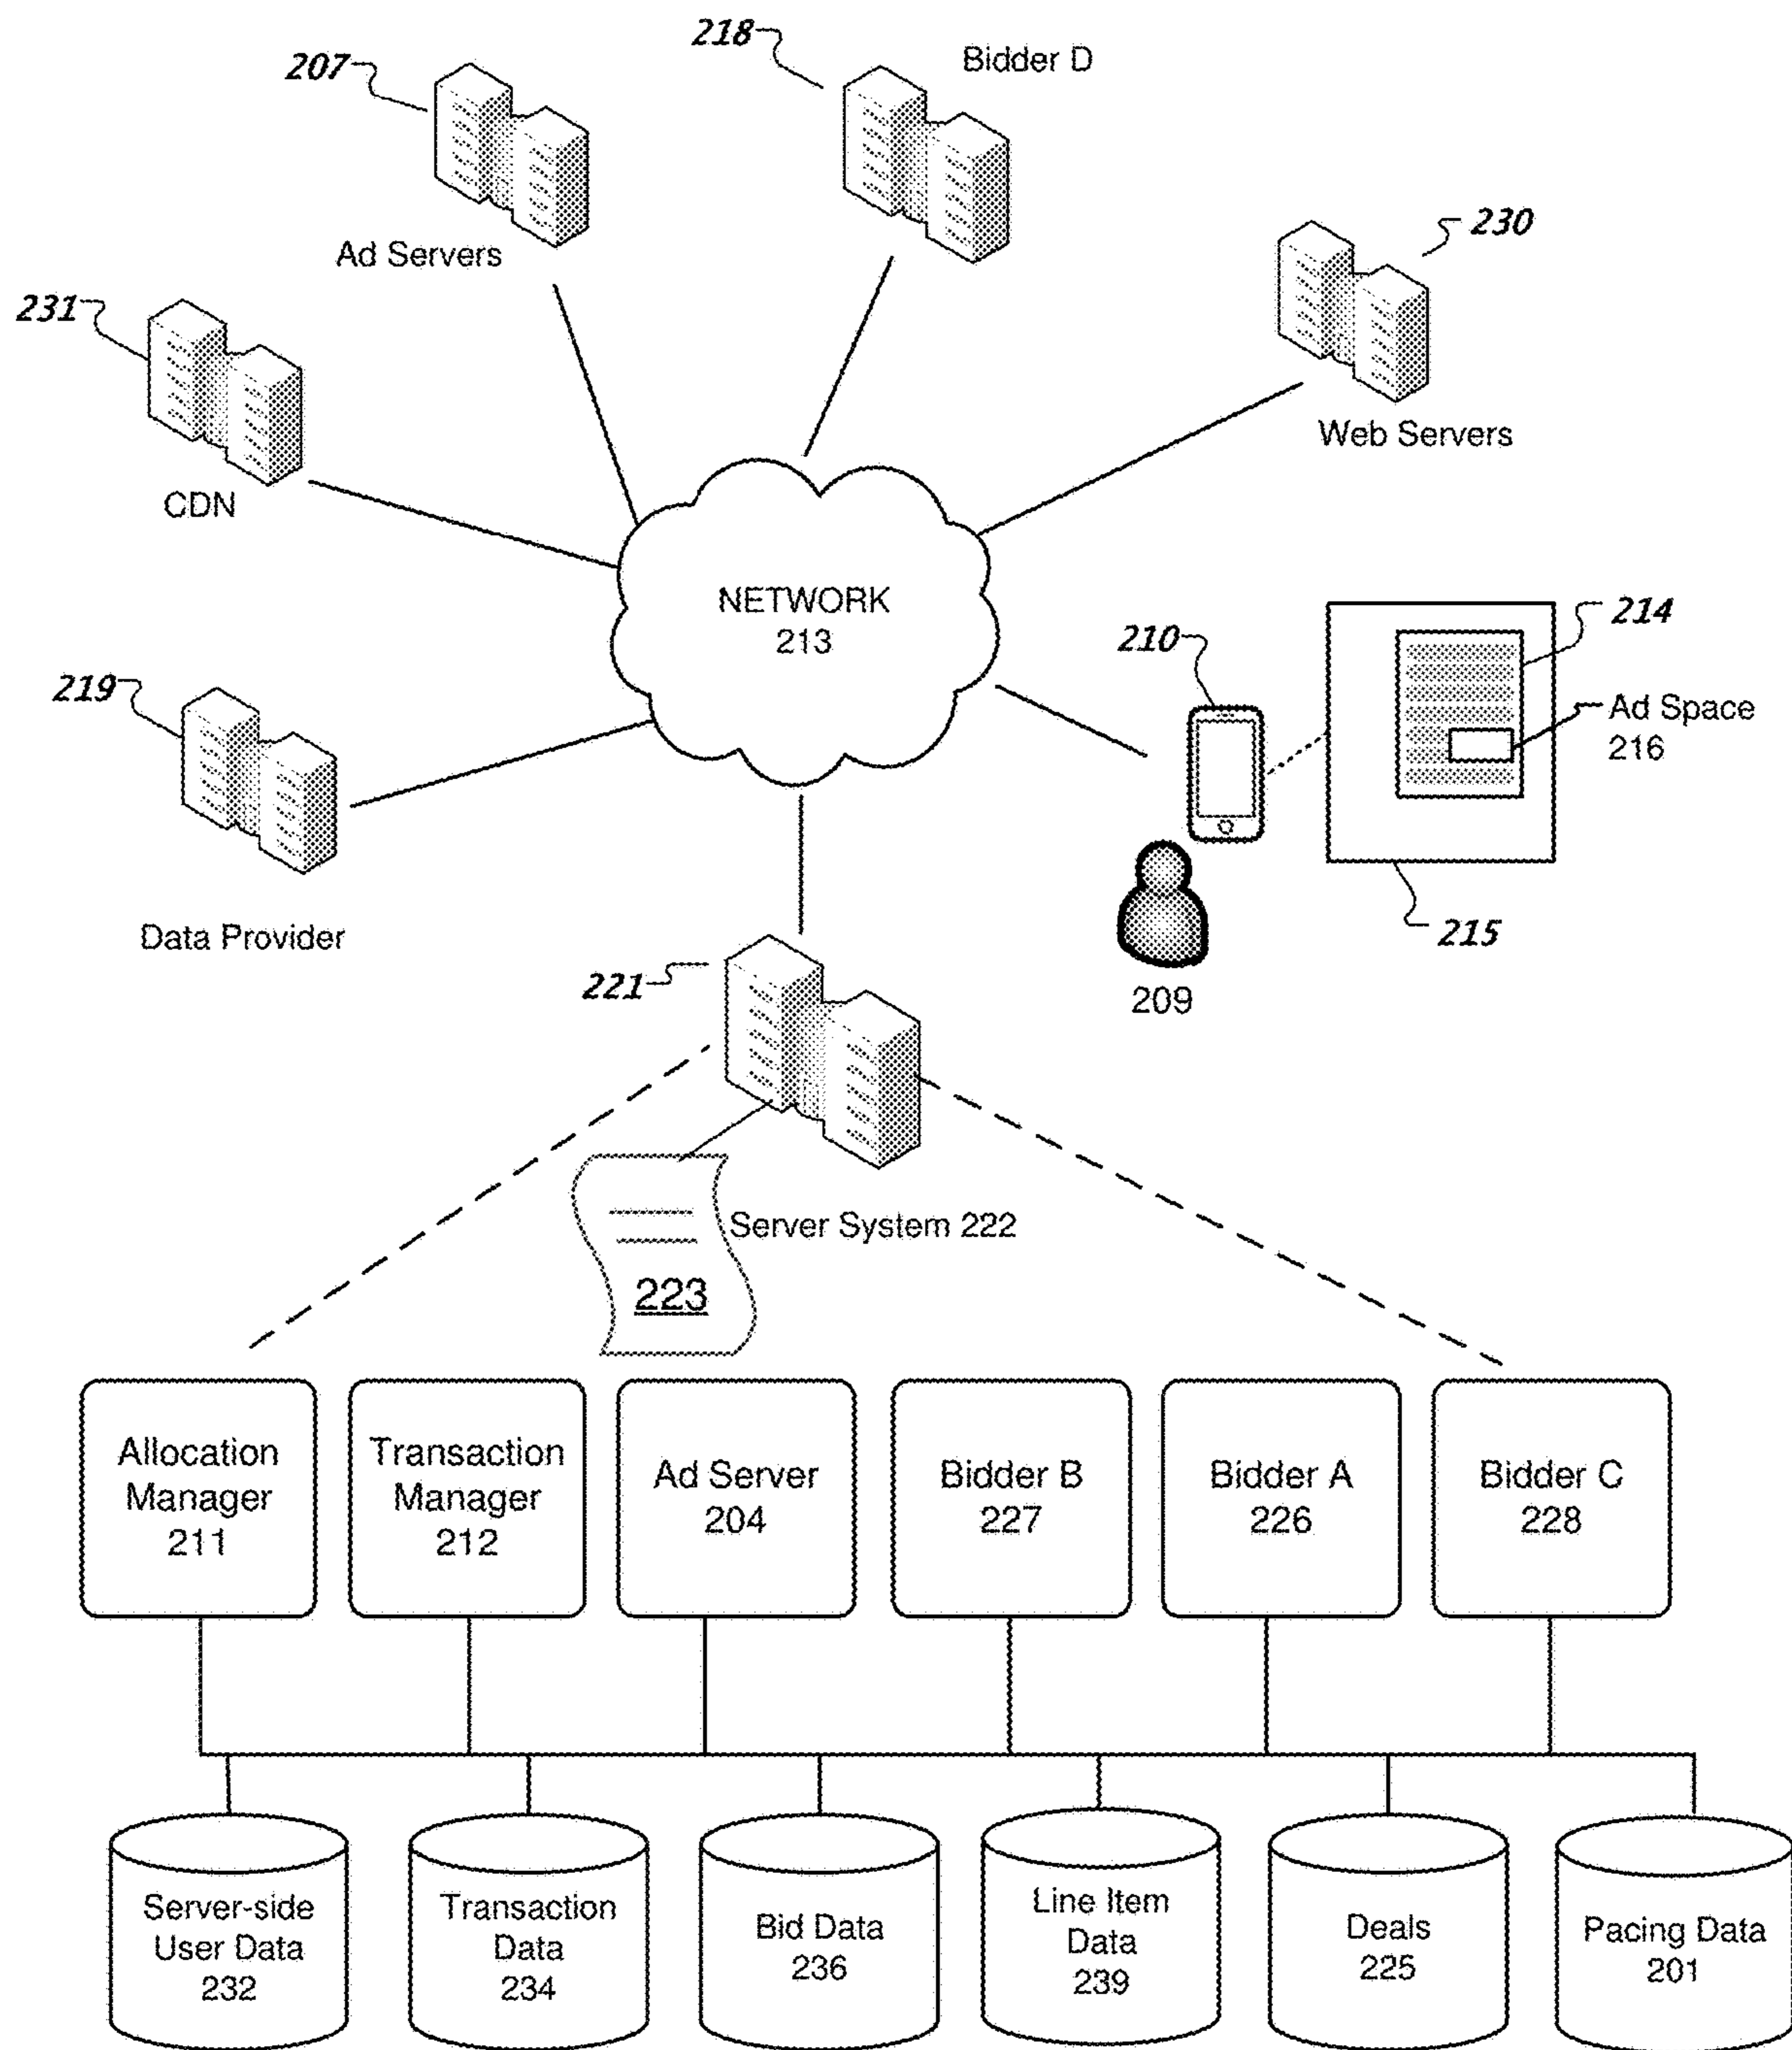 218
Bidder D
207
230
Ad Servers
231
Web Servers
CDN
NETWORK
213
214
210
219
Ad Space
216
215
Data Provider
221
209
Server System 222
223
Allocation
Manager
211
Transaction
Manager
212
Ad Server
204
Bidder B
227
Bidder A
226
Bidder C
228
Server-side
User Data
232
Transaction
Data
234
Bid Data
236
Line Item
Data
239
Deals
225
Pacing Data
201